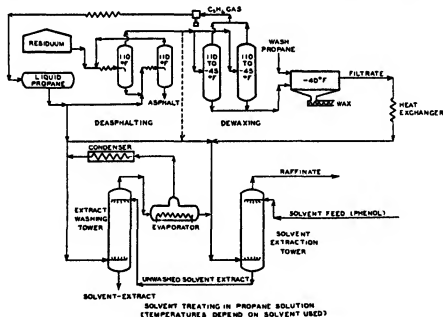 C₃H₈ GAS
RESIDUUM
110
°F
110
°F
110
TO
-45
°F
110
TO
-45
°F
WASH
PROPANE
-40°F
FILTRATE
LIQUID
PROPANE
ASPHALT
WAX
HEAT
EXCHANGER
DEASPHALTING
DEWAXING
CONDENSER
RAFFINATE
EXTRACT
WASHING
TOWER
EVAPORATOR
SOLVENT FEED (PHENOL)
SOLVENT
EXTRACTION
TOWER
UNWASHED SOLVENT EXTRACT
SOLVENT-EXTRACT
SOLVENT TREATING IN PROPANE SOLUTION
(TEMPERATURES DEPEND ON SOLVENT USED)